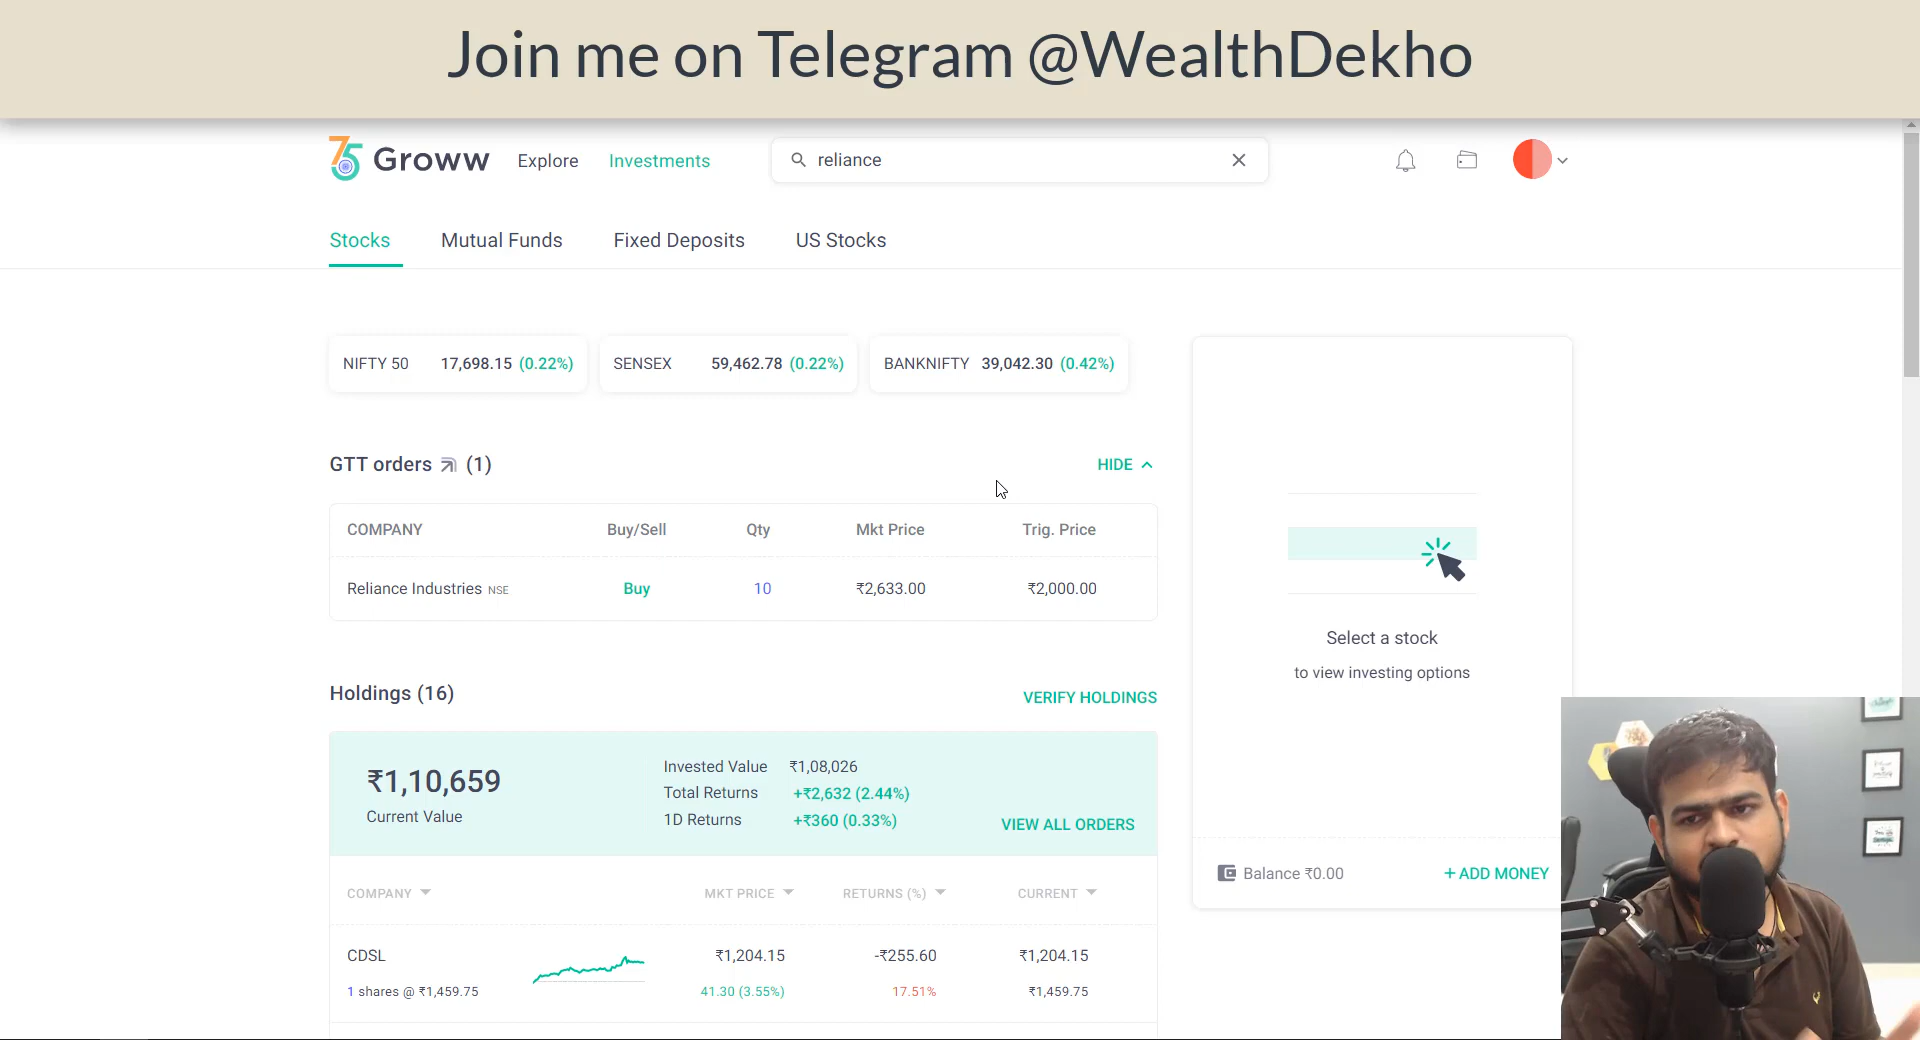 Join me on Telegram @WealthDekho
75 Groww Explore Investments reliance
Stocks Mutual Funds Fixed Deposits US Stocks
NIFTY 50 17,698.15 (0.22%) SENSEX 59,462.78 (0.22%) BANKNIFTY 39,042.30 (0.42%)
GTT orders (1) HIDE
COMPANY Buy/Sell Qty Mkt Price Trig. Price
Reliance Industries NSE Buy 10 ₹2,633.00 ₹2,000.00
Select a stock
to view investing options
Holdings (16) VERIFY HOLDINGS
₹1,10,659
Current Value
Invested Value ₹1,08,026
Total Returns +₹2,632 (2.44%)
1D Returns +₹360 (0.33%)
VIEW ALL ORDERS
Balance ₹0.00 + ADD MONEY
COMPANY MKT PRICE RETURNS (%) CURRENT
CDSL ₹1,204.15 -₹255.60 ₹1,204.15
1 shares @ ₹1,459.75 41.30 (3.55%) 17.51% ₹1,459.75